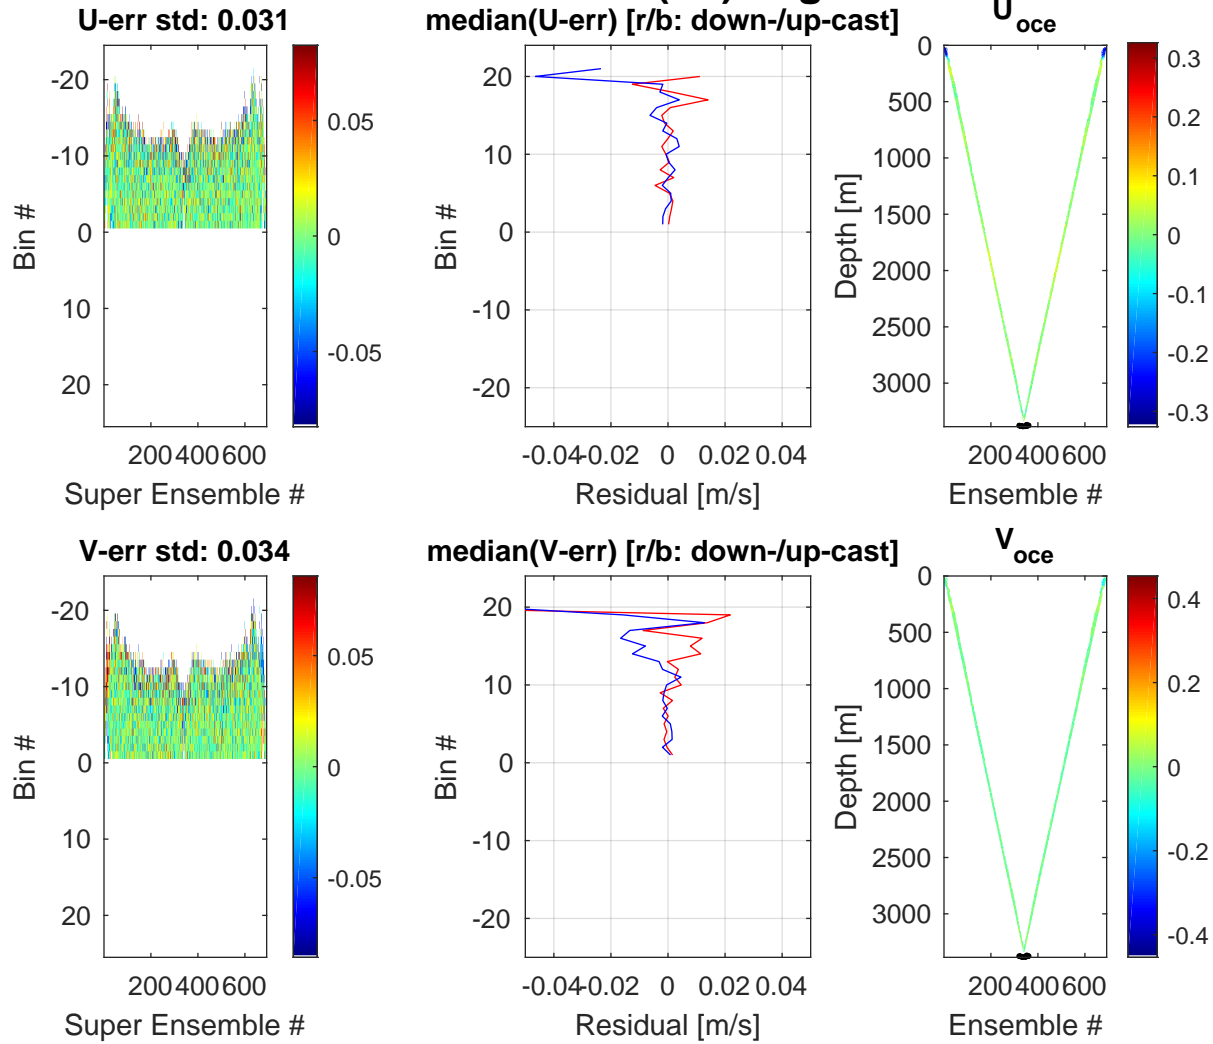 U-err std: 0.031
-20
-10
0
10
20
Bin #
200 400 600
Super Ensemble #
0.05
0
-0.05
median(U-err) [r/b: down-/up-cast]
20
10
0
-10
-20
Bin #
-0.04 -0.02 0 0.02 0.04
Residual [m/s]
U oce
0
500
1000
1500
2000
2500
3000
Depth [m]
200 400 600
Ensemble #
0.3
0.2
0.1
0
-0.1
-0.2
-0.3
V-err std: 0.034
-20
-10
0
10
20
Bin #
200 400 600
Super Ensemble #
0.05
0
-0.05
median(V-err) [r/b: down-/up-cast]
20
10
0
-10
-20
Bin #
-0.04 -0.02 0 0.02 0.04
Residual [m/s]
V oce
0
500
1000
1500
2000
2500
3000
Depth [m]
200 400 600
Ensemble #
0.4
0.2
0
-0.2
-0.4